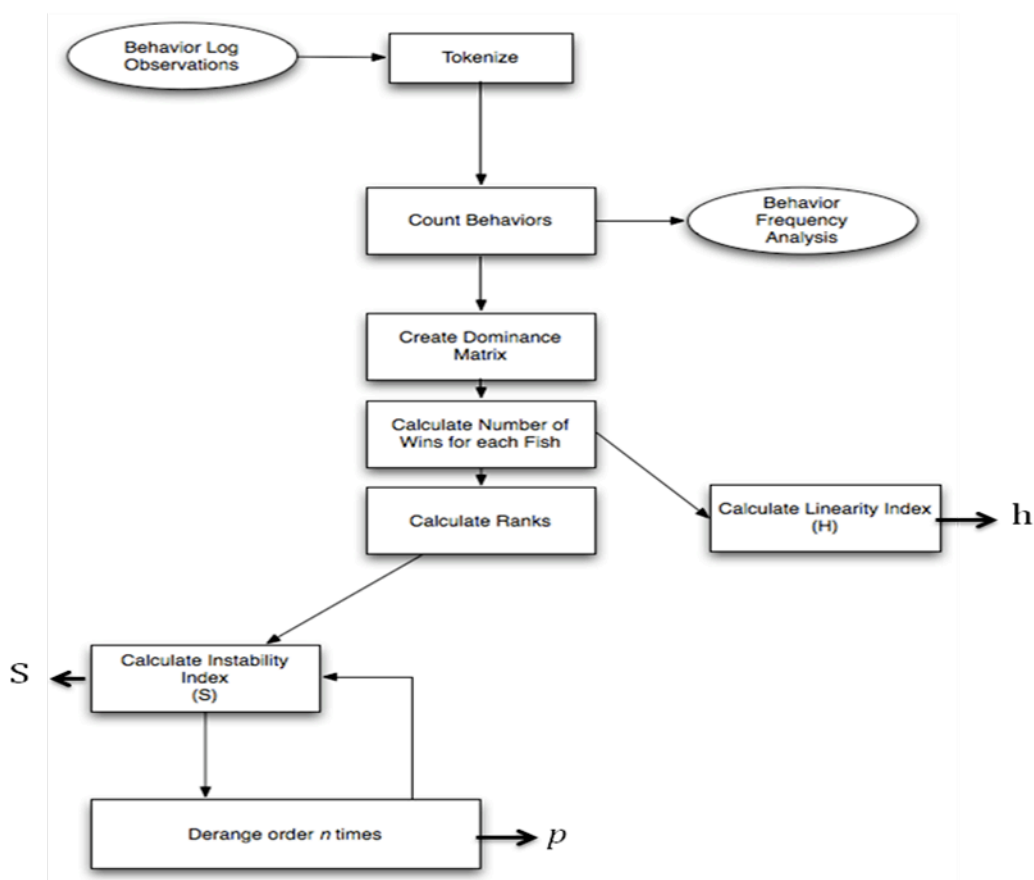 Behavior Log
Observations
Tokenize
Count Behaviors
Behavior
Frequency
Analysis
Create Dominance
Matrix
Calculate Number of
Wins for each Fish
Calculate Ranks
Calculate Linearity Index
(H)
h
Calculate Instability
Index
(S)
S
Derange order n times
p